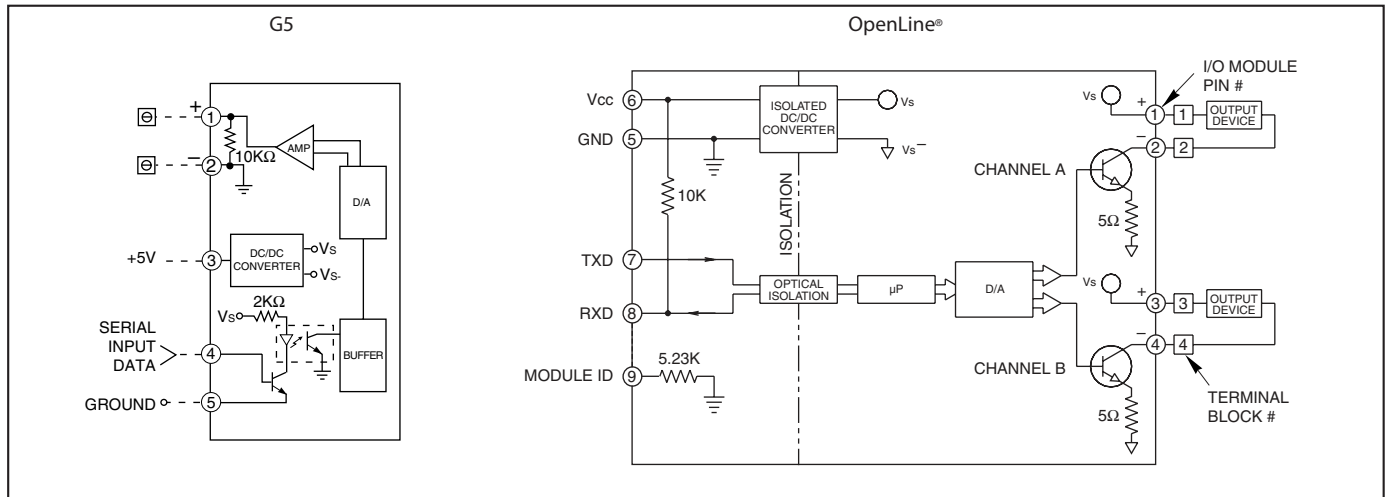 G5
+
1
10KΩ
−
2
AMP
D/A
+5V
3
DC/DC
CONVERTER
Vs
Vs-
2KΩ
Vs
SERIAL
INPUT
DATA
4
BUFFER
GROUND
5
OpenLine®
Vcc
6
GND
5
10K
ISOLATED
DC/DC
CONVERTER
Vs
Vs−
ISOLATION
TXD
7
RXD
8
OPTICAL
ISOLATION
µP
D/A
MODULE ID
9
5.23K
I/O MODULE
PIN #
Vs
+
1
1
OUTPUT
DEVICE
−
2
2
CHANNEL A
5Ω
Vs
+
3
3
OUTPUT
DEVICE
−
4
4
CHANNEL B
5Ω
TERMINAL
BLOCK #